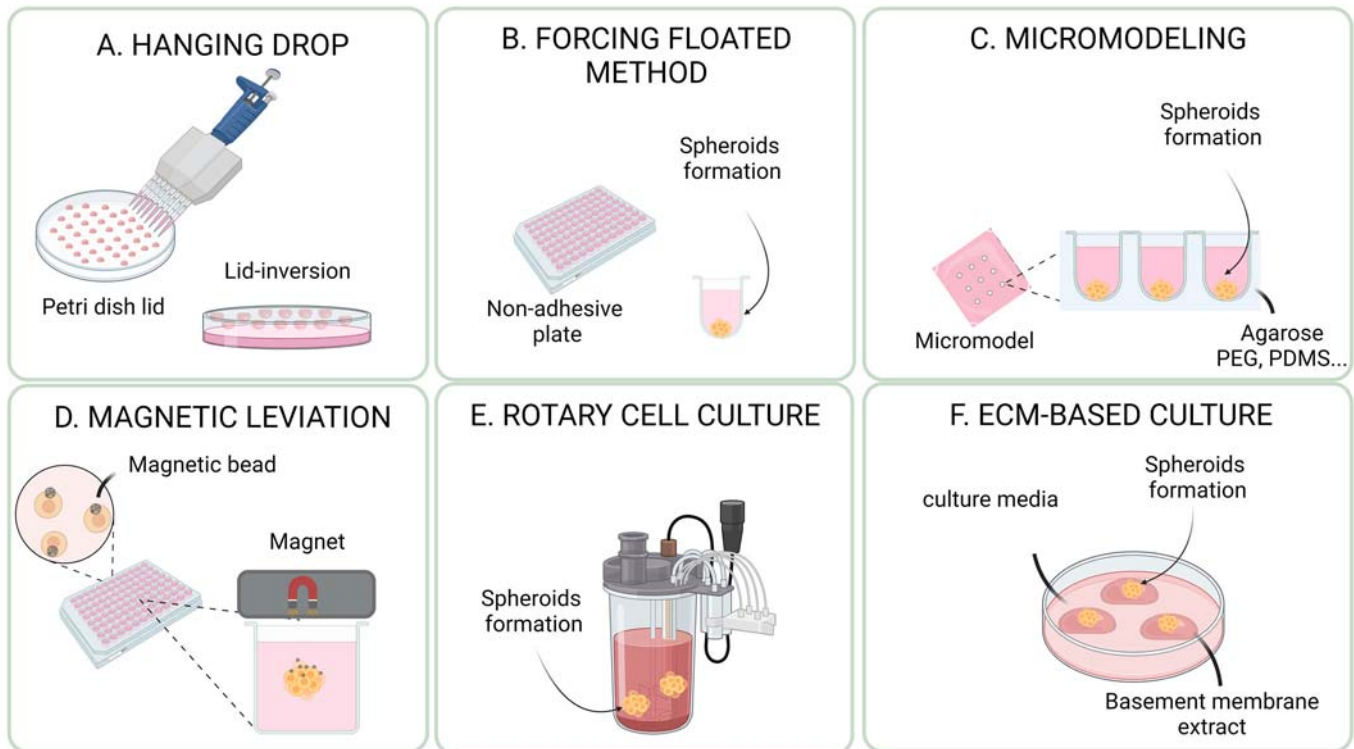 A. HANGING DROP
Petri dish lid
Lid-inversion
B. FORCING FLOATED
METHOD
Spheroids
formation
Non-adhesive
plate
C. MICROMODELING
Spheroids
formation
Micromodel
Agarose
PEG, PDMS...
D. MAGNETIC LEVIATION
Magnetic bead
Magnet
E. ROTARY CELL CULTURE
Spheroids
formation
F. ECM-BASED CULTURE
Spheroids
formation
culture media
Basement membrane
extract